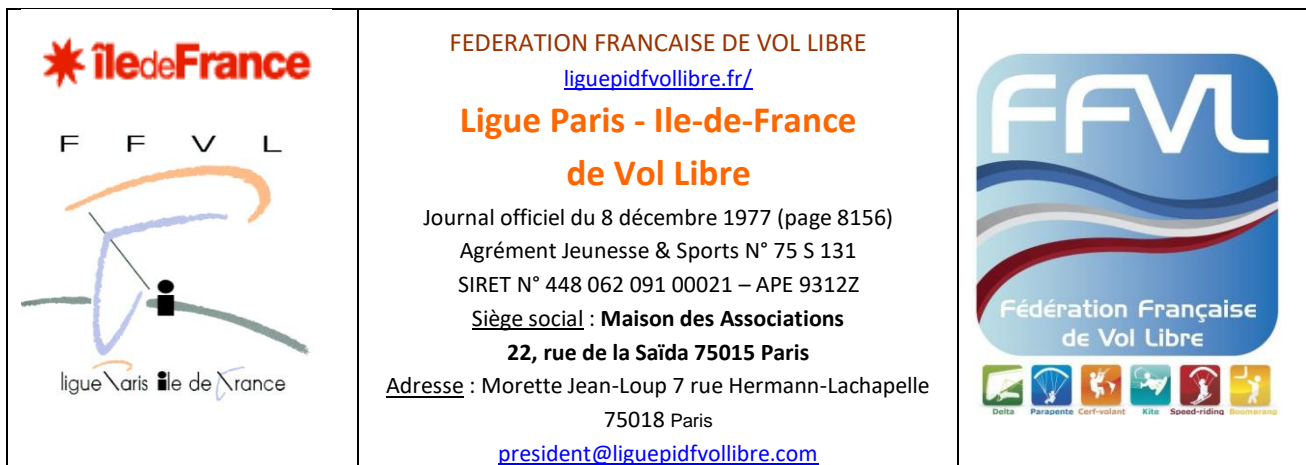 îledeFrance
F F V L
ligue Paris île de France
FEDERATION FRANCAISE DE VOL LIBRE
liguepidfvollibre.fr/
Ligue Paris - Ile-de-France
de Vol Libre
Journal officiel du 8 décembre 1977 (page 8156)
Agrément Jeunesse & Sports N° 75 S 131
SIRET N° 448 062 091 00021 – APE 9312Z
Siège social : Maison des Associations
22, rue de la Saïda 75015 Paris
Adresse : Morette Jean-Loup 7 rue Hermann-Lachapelle
75018 Paris
president@liguepidfvollibre.com
FFVL
Fédération Française
de Vol Libre
Delta Parapente Cerf-volant Kite Speed-riding Boomerang